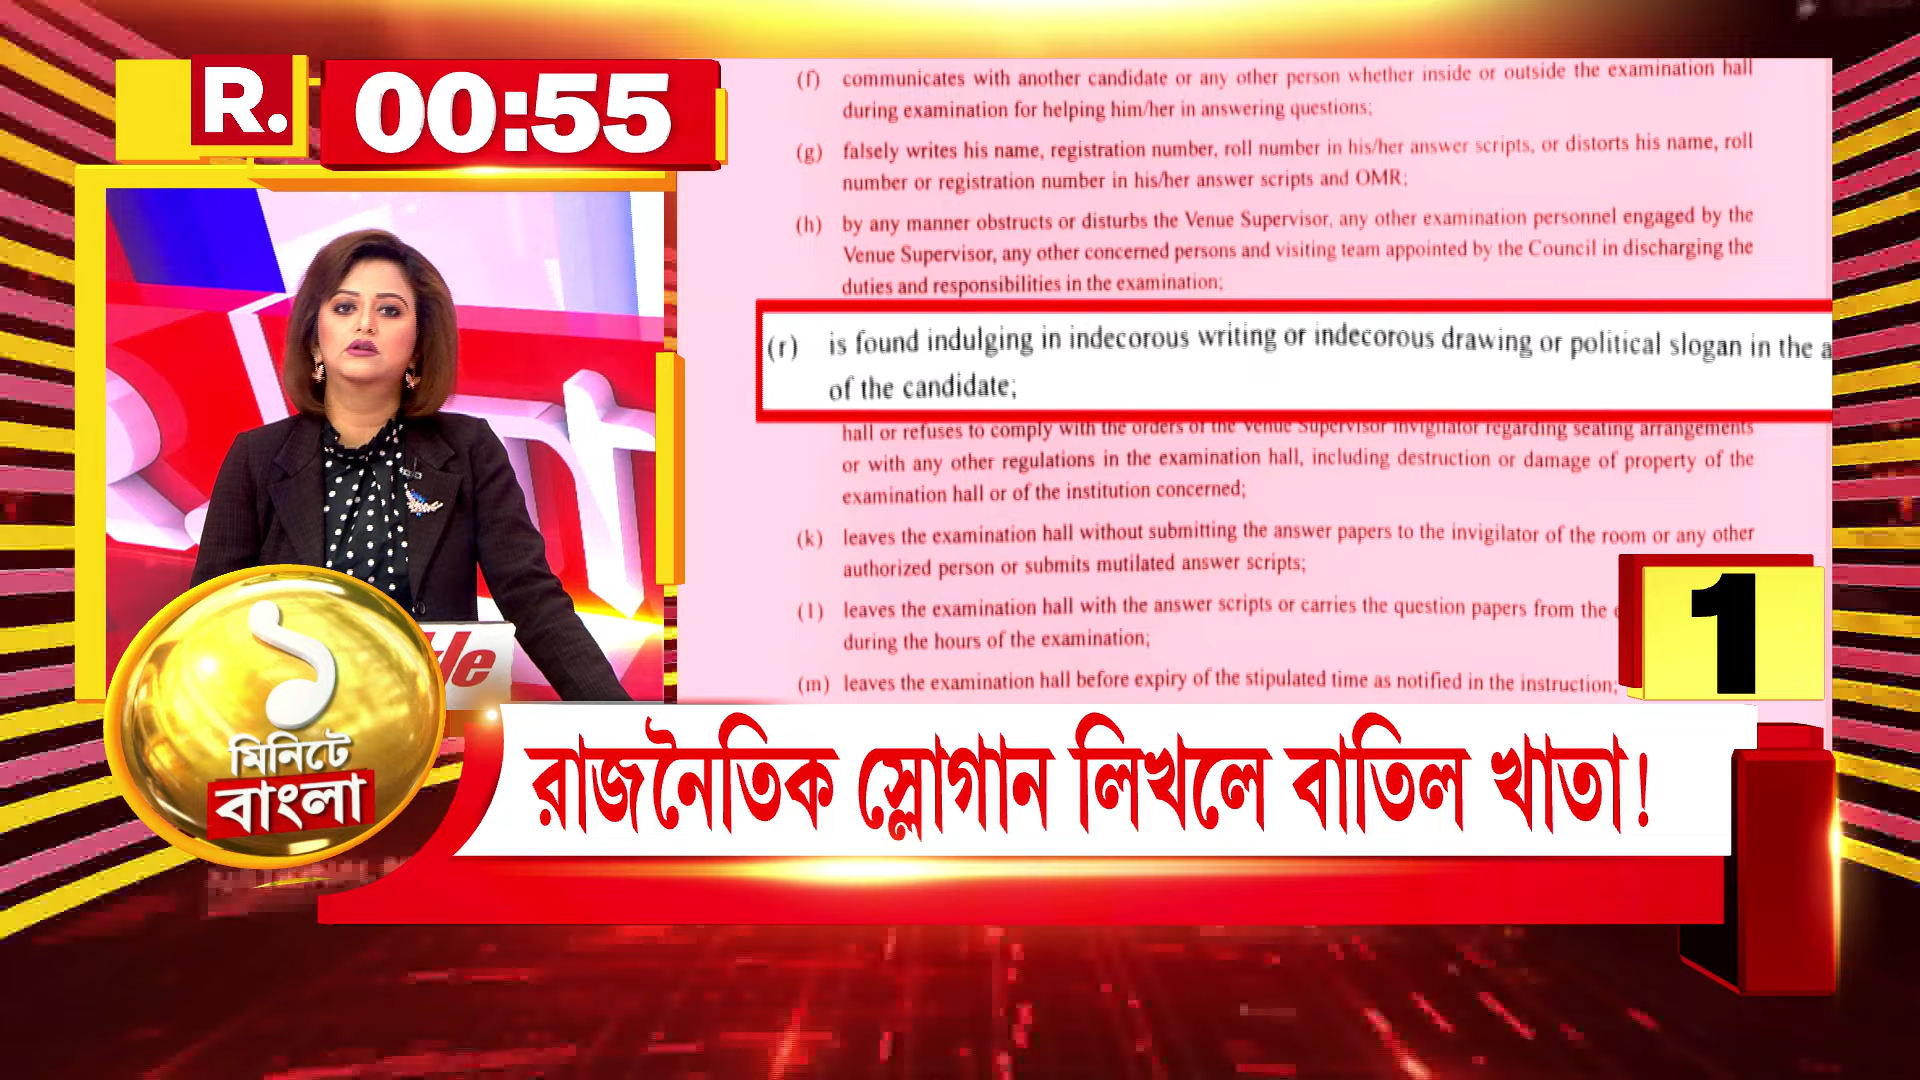 R.
00:55
(f) communicates with another candidate or any other person whether inside or outside the examination hall
during examination for helping him/her in answering questions;
(g) falsely writes his name, registration number, roll number in his/her answer scripts, or distorts his name, roll
number or registration number in his/her answer scripts and OMR;
(h) by any manner obstructs or disturbs the Venue Supervisor, any other examination personnel engaged by the
Venue Supervisor, any other concerned persons and visiting team appointed by the Council in discharging the
duties and responsibilities in the examination;
(r) is found indulging in indecorous writing or indecorous drawing or political slogan in the a
of the candidate;
hall or refuses to comply with the orders of the Venue Supervisor invigilator regarding seating arrangements
or with any other regulations in the examination hall, including destruction or damage of property of the
examination hall or of the institution concerned;
(k) leaves the examination hall without submitting the answer papers to the invigilator of the room or any other
authorized person or submits mutilated answer scripts;
(l) leaves the examination hall with the answer scripts or carries the question papers from the
during the hours of the examination;
(m) leaves the examination hall before expiry of the stipulated time as notified in the instruction;
1
১
মিনিটে
বাংলা
রাজনৈতিক স্লোগান লিখলে বাতিল খাতা!